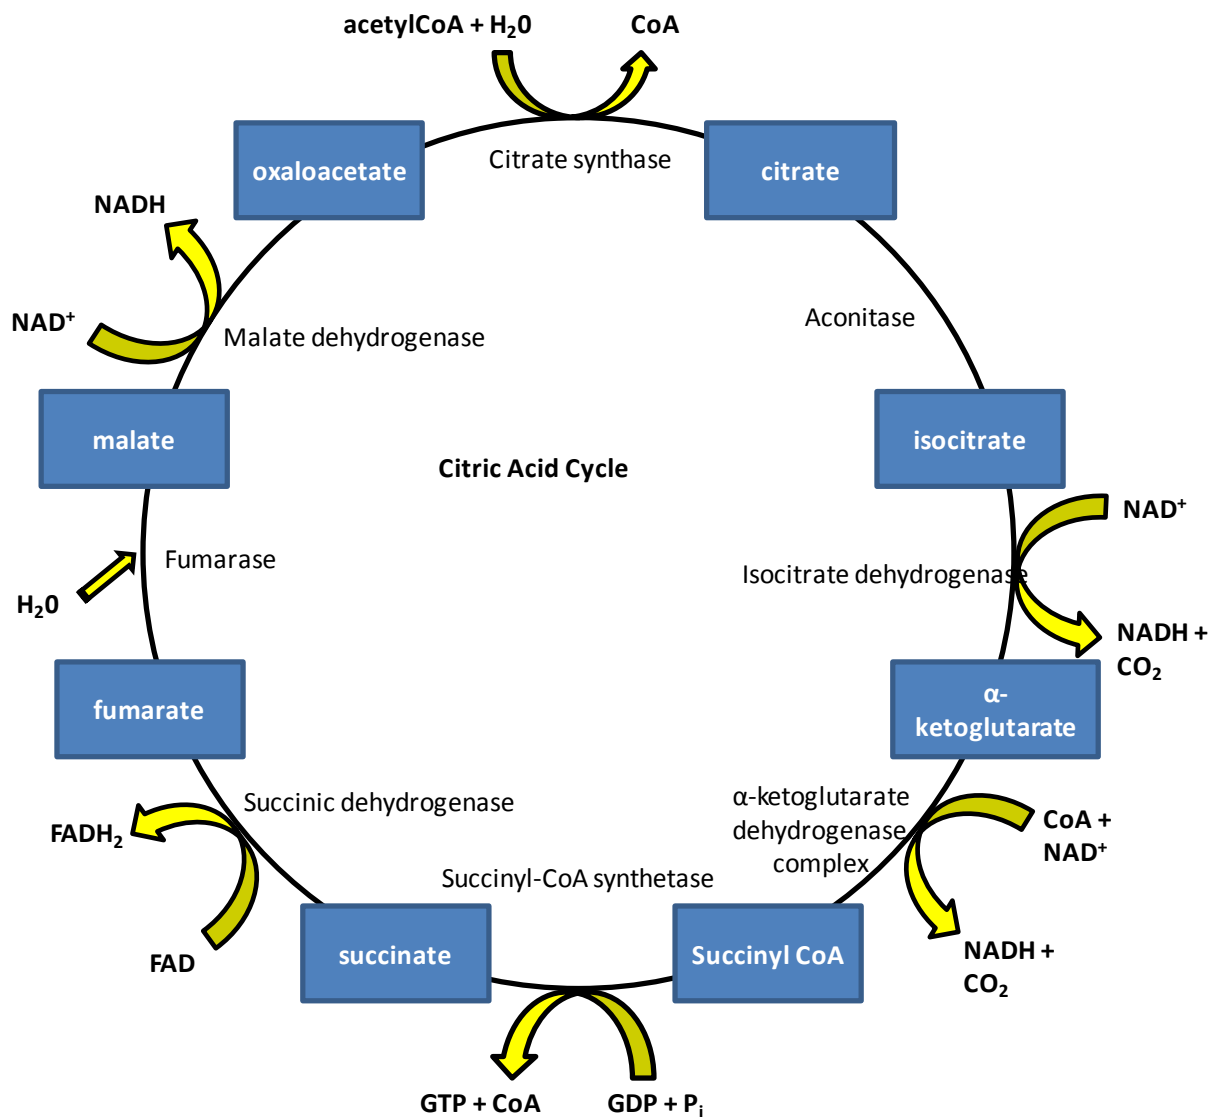 acetylCoA + H₂0
CoA
oxaloacetate
Citrate synthase
citrate
NADH
NAD⁺
Malate dehydrogenase
Aconitase
malate
Citric Acid Cycle
isocitrate
NAD⁺
Fumarase
Isocitrate dehydrogenase
H₂0
NADH +
CO₂
fumarate
α-
ketoglutarate
Succinic dehydrogenase
α-ketoglutarate
dehydrogenase
complex
CoA +
NAD⁺
FADH₂
Succinyl-CoA synthetase
FAD
succinate
Succinyl CoA
NADH +
CO₂
GTP + CoA
GDP + Pᵢ